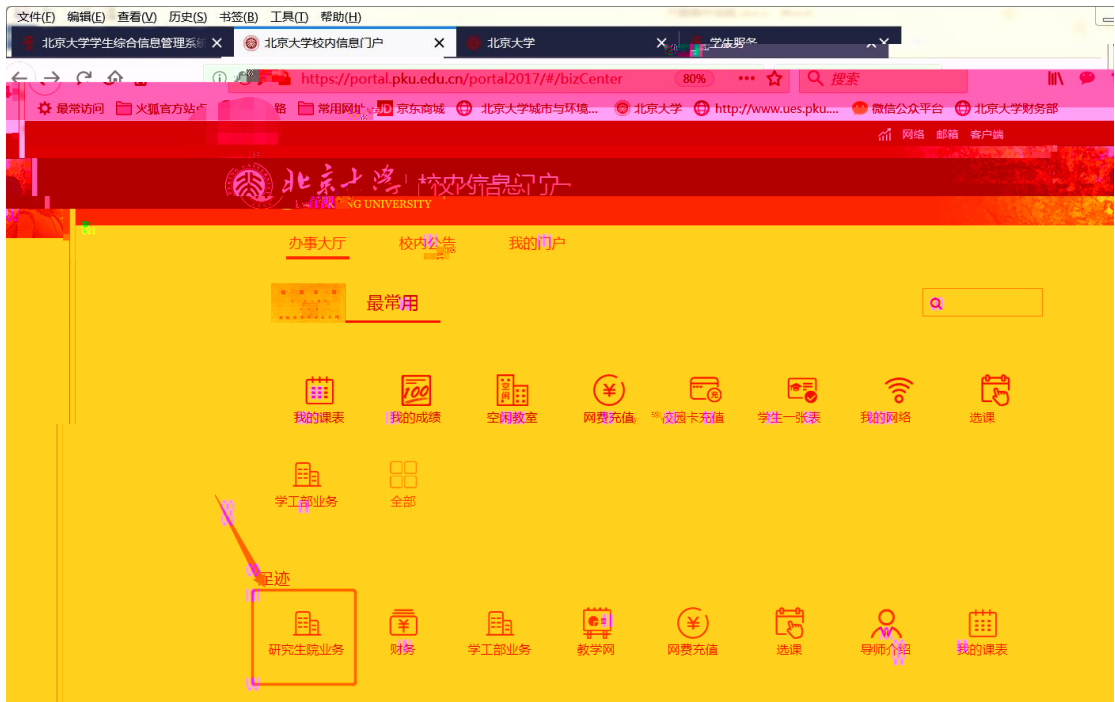 文件(F) 编辑(E) 查看(V) 历史(S) 书签(B) 工具(T) 帮助(H)
北京大学学生综合信息管理系统 北京大学校内信息门户 北京大学
https://portal.pku.edu.cn/portal2017/#/bizCenter 80% 搜索
最常访问 火狐官方站点 常用网址 JD 京东商城 北京大学城市与环境... 北京大学 http://www.ues.pku.... 微信公众平台 北京大学财务部
网络 邮箱 客户端
北京大学 校内信息门户
UNIVERSITY
办事大厅 校内公告 我的门户
最常用
我的课表 我的成绩 空闲教室 网费充值 校园卡充值 学生一张表 我的网络 选课
学工部业务 全部
足迹
研究生院业务 财务 学工部业务 教学网 网费充值 选课 导师介绍 我的课表